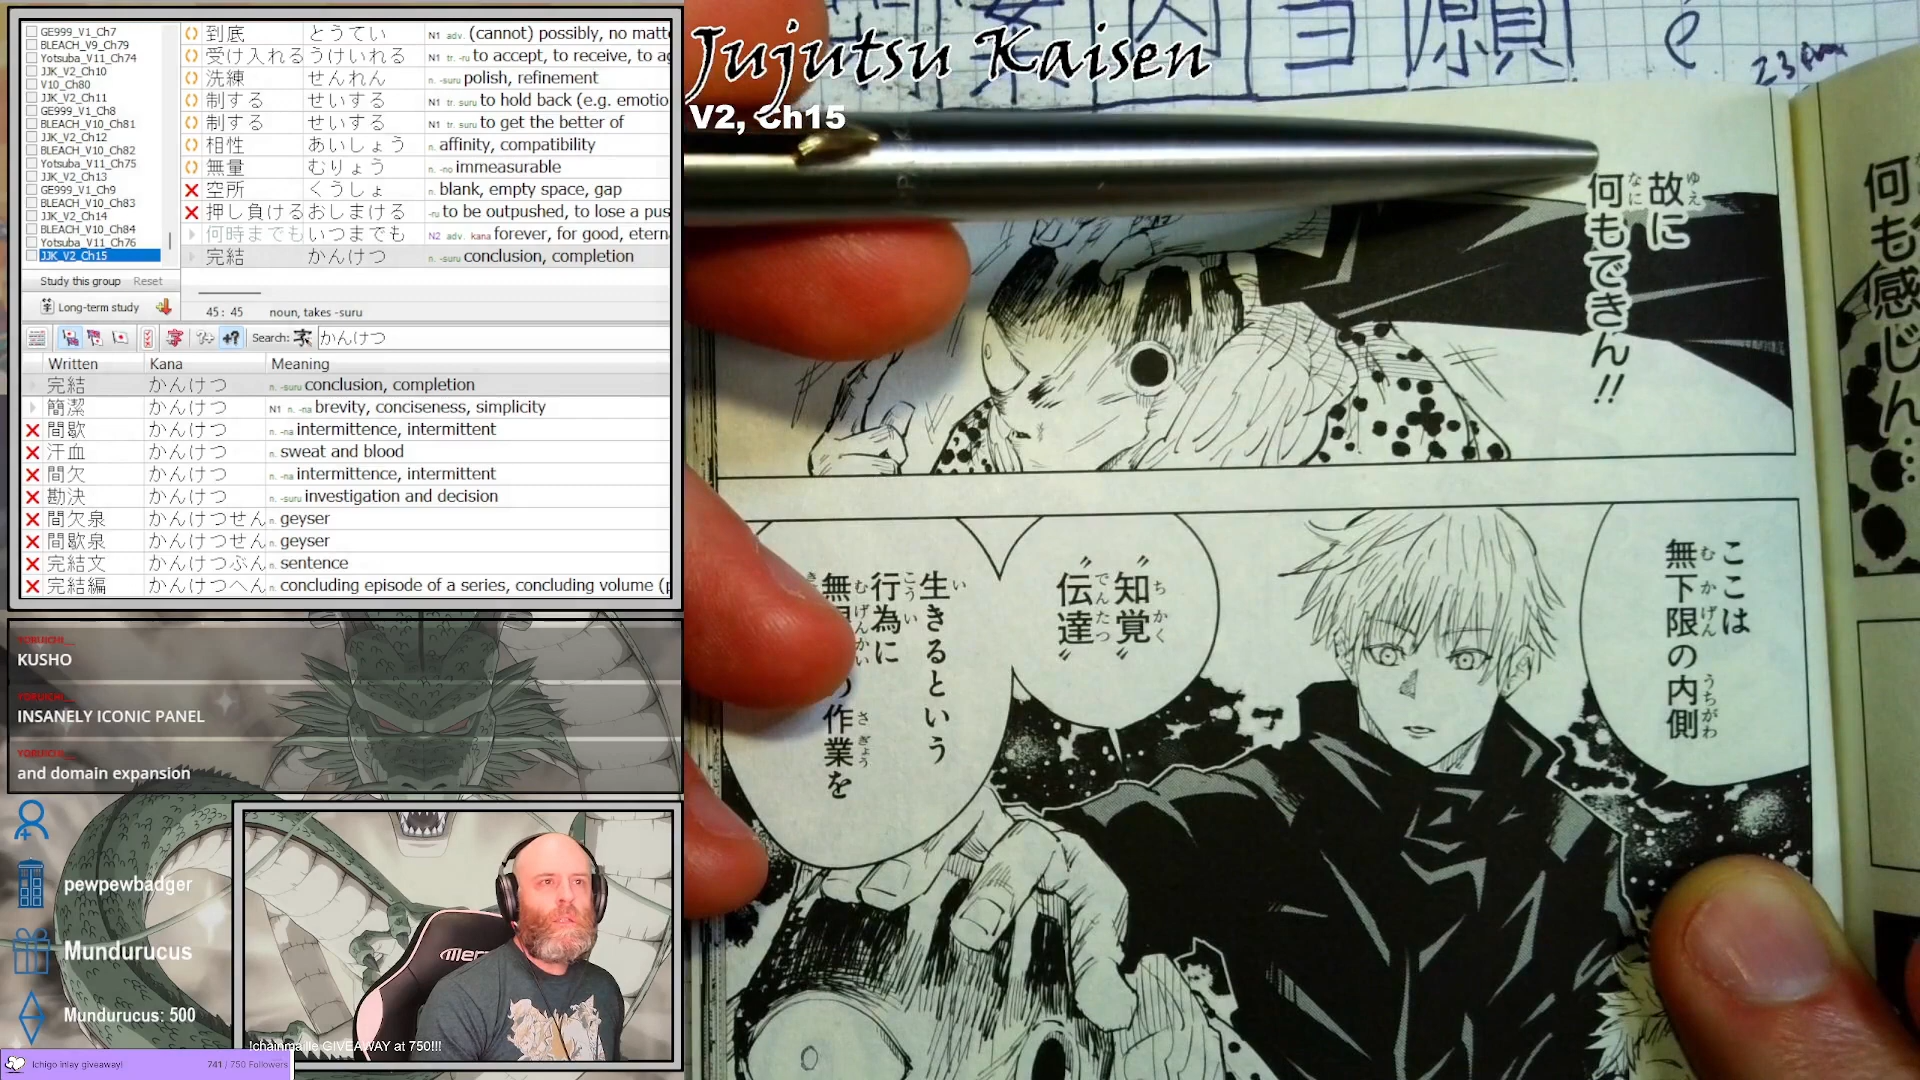 GE999_V1_Ch7
BLEACH_V9_Ch79
Yotsuba_V11_Ch74
JJK_V2_Ch10
V10_Ch80
JJK_V2_Ch11
GE999_V1_Ch8
BLEACH_V10_Ch81
JJK_V2_Ch12
BLEACH_V10_Ch82
Yotsuba_V11_Ch75
JJK_V2_Ch13
GE999_V1_Ch9
BLEACH_V10_Ch83
JJK_V2_Ch14
BLEACH_V10_Ch84
Yotsuba_V11_Ch76
JJK_V2_Ch15
Study this group Reset
Long-term study
到底 とうてい N1 adv. (cannot) possibly, no matt
受け入れる うけいれる N1 tr. -ru to accept, to receive, to ag
洗練 せんれん n. -suru polish, refinement
制する せいする N1 tr. suru to hold back (e.g. emotio
制する せいする N1 tr. suru to get the better of
相性 あいしょう n. affinity, compatibility
無量 むりょう n. -no immeasurable
空所 くうしょ n. blank, empty space, gap
押し負ける おしまける -ru to be outpushed, to lose a pus
何時までも いつまでも N2 adv. kana forever, for good, etern
完結 かんけつ n. -suru conclusion, completion
45: 45 noun, takes -suru
Search: 字 かんけつ
Written Kana Meaning
完結 かんけつ n. -suru conclusion, completion
簡潔 かんけつ N1 n. -na brevity, conciseness, simplicity
間歇 かんけつ n. -na intermittence, intermittent
汗血 かんけつ n. sweat and blood
間欠 かんけつ n. -na intermittence, intermittent
勘決 かんけつ n. -suru investigation and decision
間欠泉 かんけつせん n. geyser
間歇泉 かんけつせん n. geyser
完結文 かんけつぶん n. sentence
完結編 かんけつへん n. concluding episode of a series, concluding volume (p
YORUICHI_
KUSHO
YORUICHI_
INSANELY ICONIC PANEL
YORUICHI_
and domain expansion
pewpewbadger
Mundurucus
Mundurucus: 500
!chainmaille GIVEAWAY at 750!!!
Ichigo inlay giveaway! 741 / 750 Followers
Jujutsu Kaisen
V2, Ch15
何も感じん…
故に
何もできん!!
ここは
無下限の内側
〝知覚〟
〝伝達〟
生きるという
行為に
の作業を